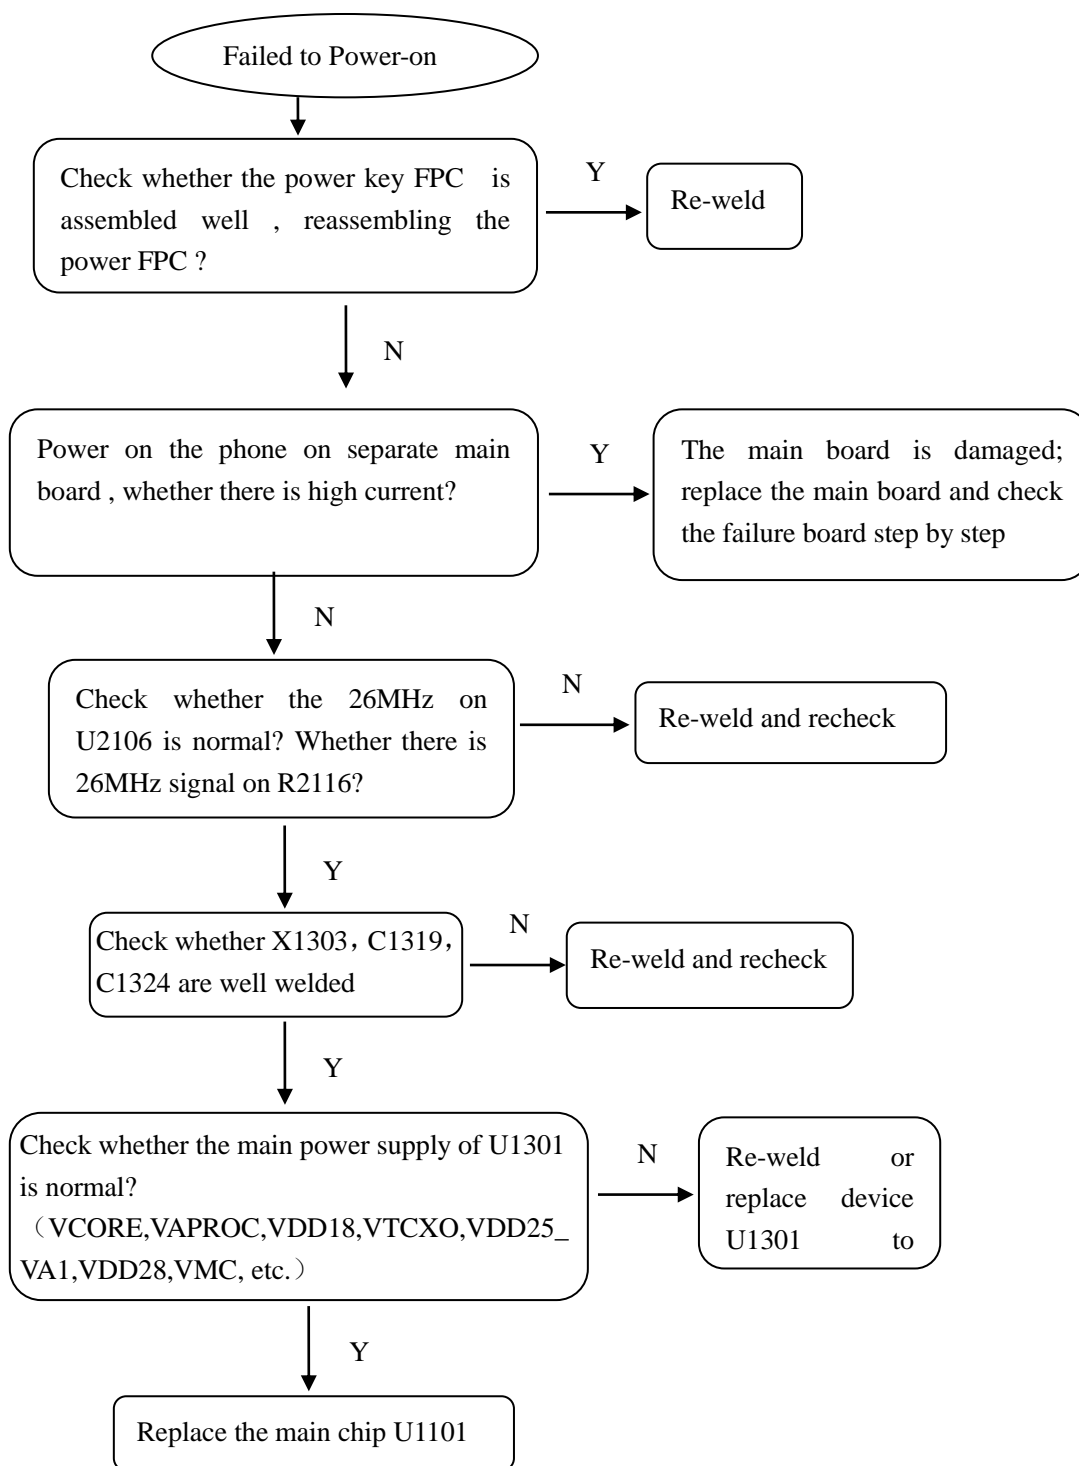 Failed to Power-on
Check whether the power key FPC is
assembled well , reassembling the
power FPC ?
Y
Re-weld
N
Power on the phone on separate main
board , whether there is high current?
Y
The main board is damaged;
replace the main board and check
the failure board step by step
N
Check whether the 26MHz on
U2106 is normal? Whether there is
26MHz signal on R2116?
N
Re-weld and recheck
Y
Check whether X1303，C1319，
C1324 are well welded
N
Re-weld and recheck
Y
Check whether the main power supply of U1301
is normal?
（VCORE,VAPROC,VDD18,VTCXO,VDD25_
VA1,VDD28,VMC, etc.）
N
Re-weld or
replace device
U1301 to
Y
Replace the main chip U1101